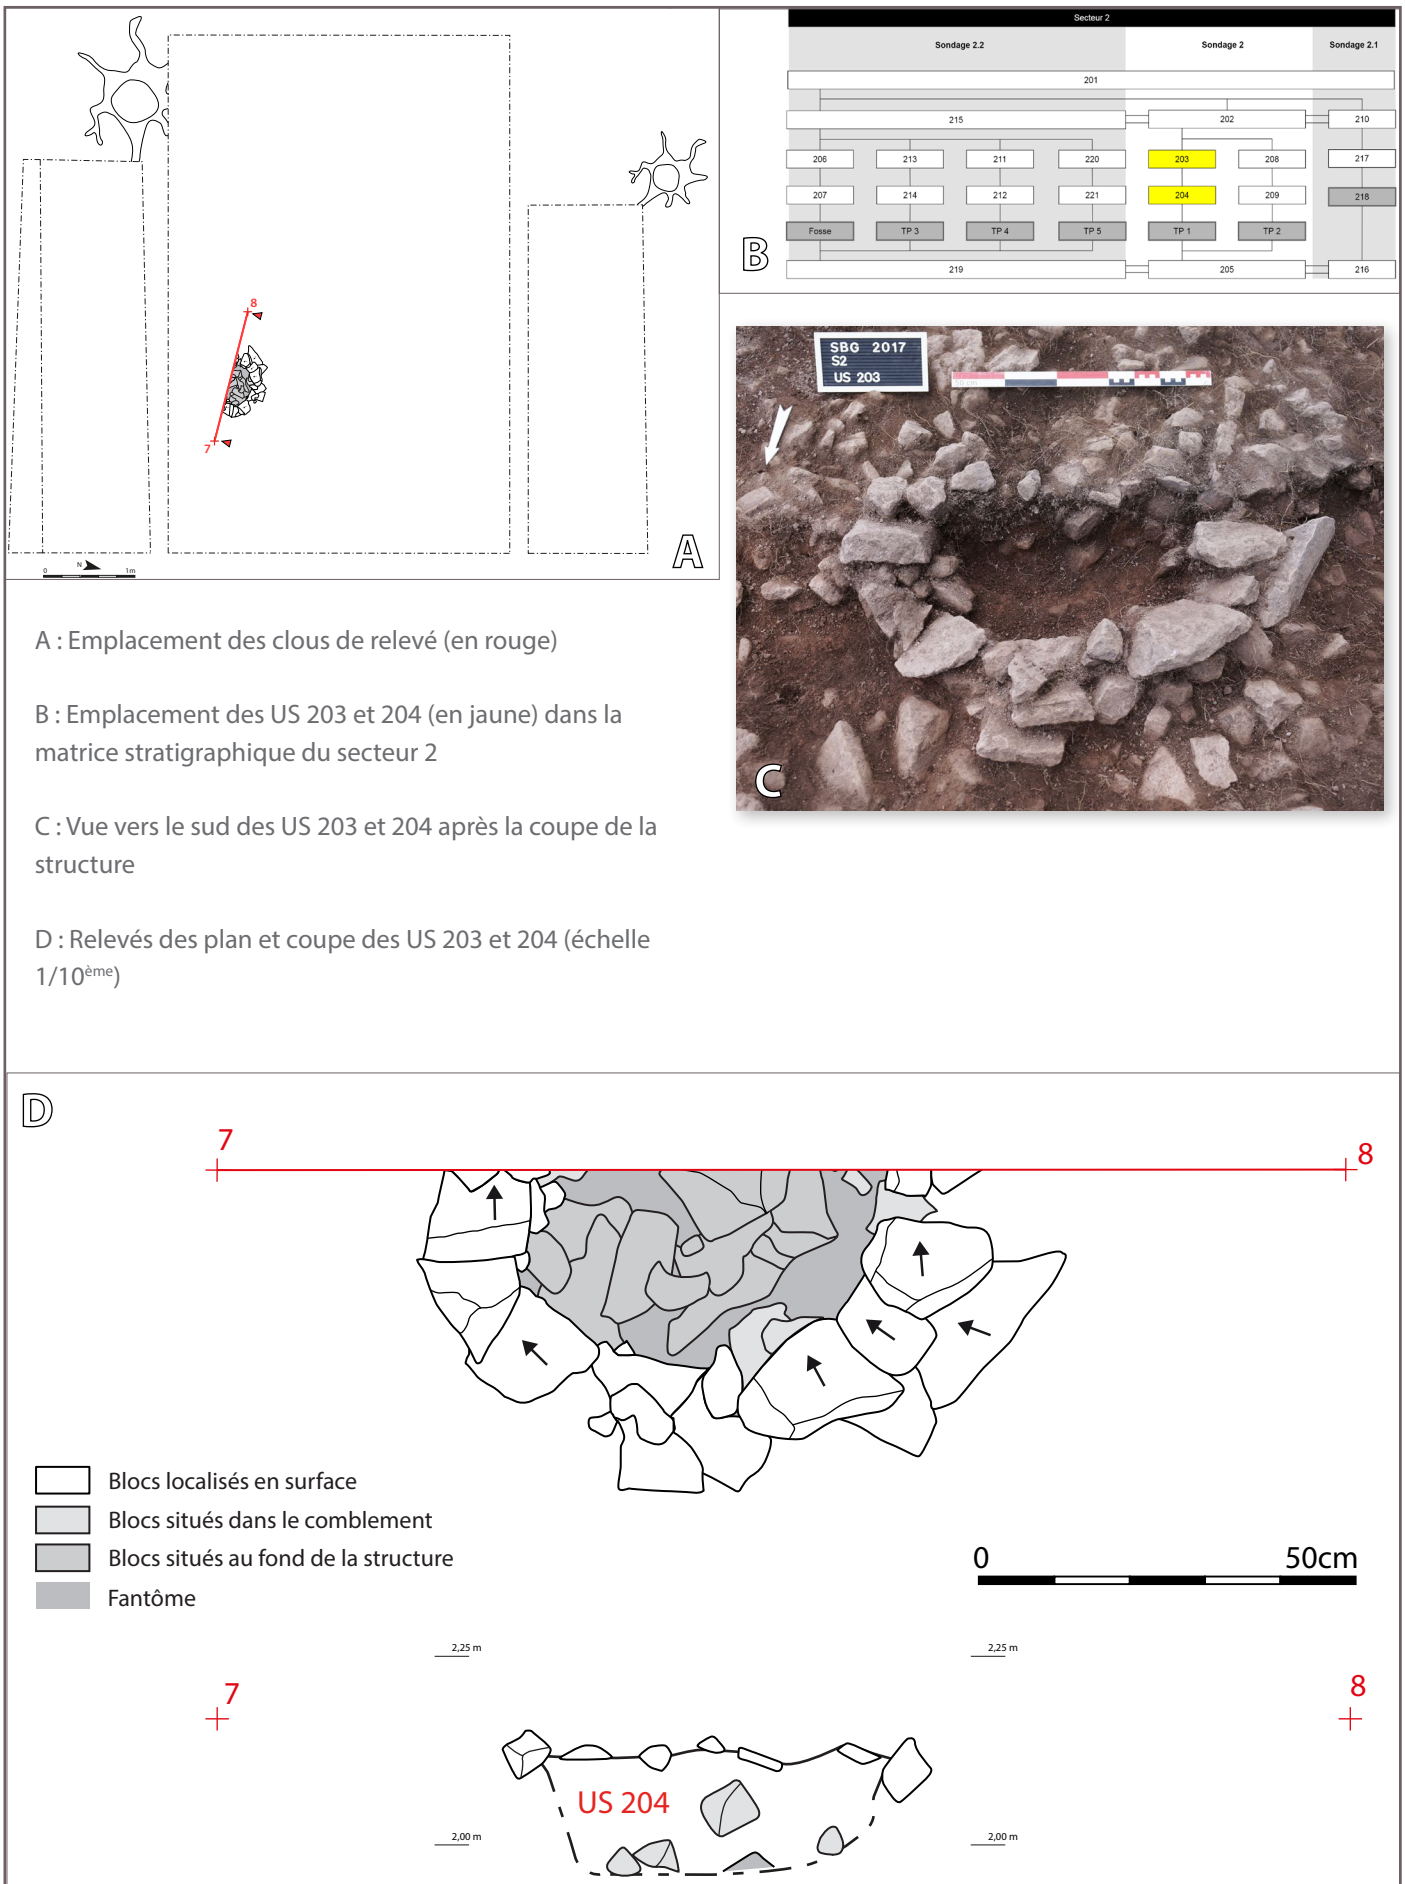 8
7
N
0 1m
A
Secteur 2
Sondage 2.2 Sondage 2 Sondage 2.1
201
215 202 210
206 213 211 220 203 208 217
207 214 212 221 204 209 218
Fosse TP 3 TP 4 TP 5 TP 1 TP 2
219 205 216
B
SBG 2017
S2
US 203
50 cm
C
A : Emplacement des clous de relevé (en rouge)
B : Emplacement des US 203 et 204 (en jaune) dans la
matrice stratigraphique du secteur 2
C : Vue vers le sud des US 203 et 204 après la coupe de la
structure
D : Relevés des plan et coupe des US 203 et 204 (échelle
1/10ème)
D
7 8
Blocs localisés en surface
Blocs situés dans le comblement
Blocs situés au fond de la structure
Fantôme
0 50cm
2,25 m 2,25 m
7 8
US 204
2,00 m 2,00 m